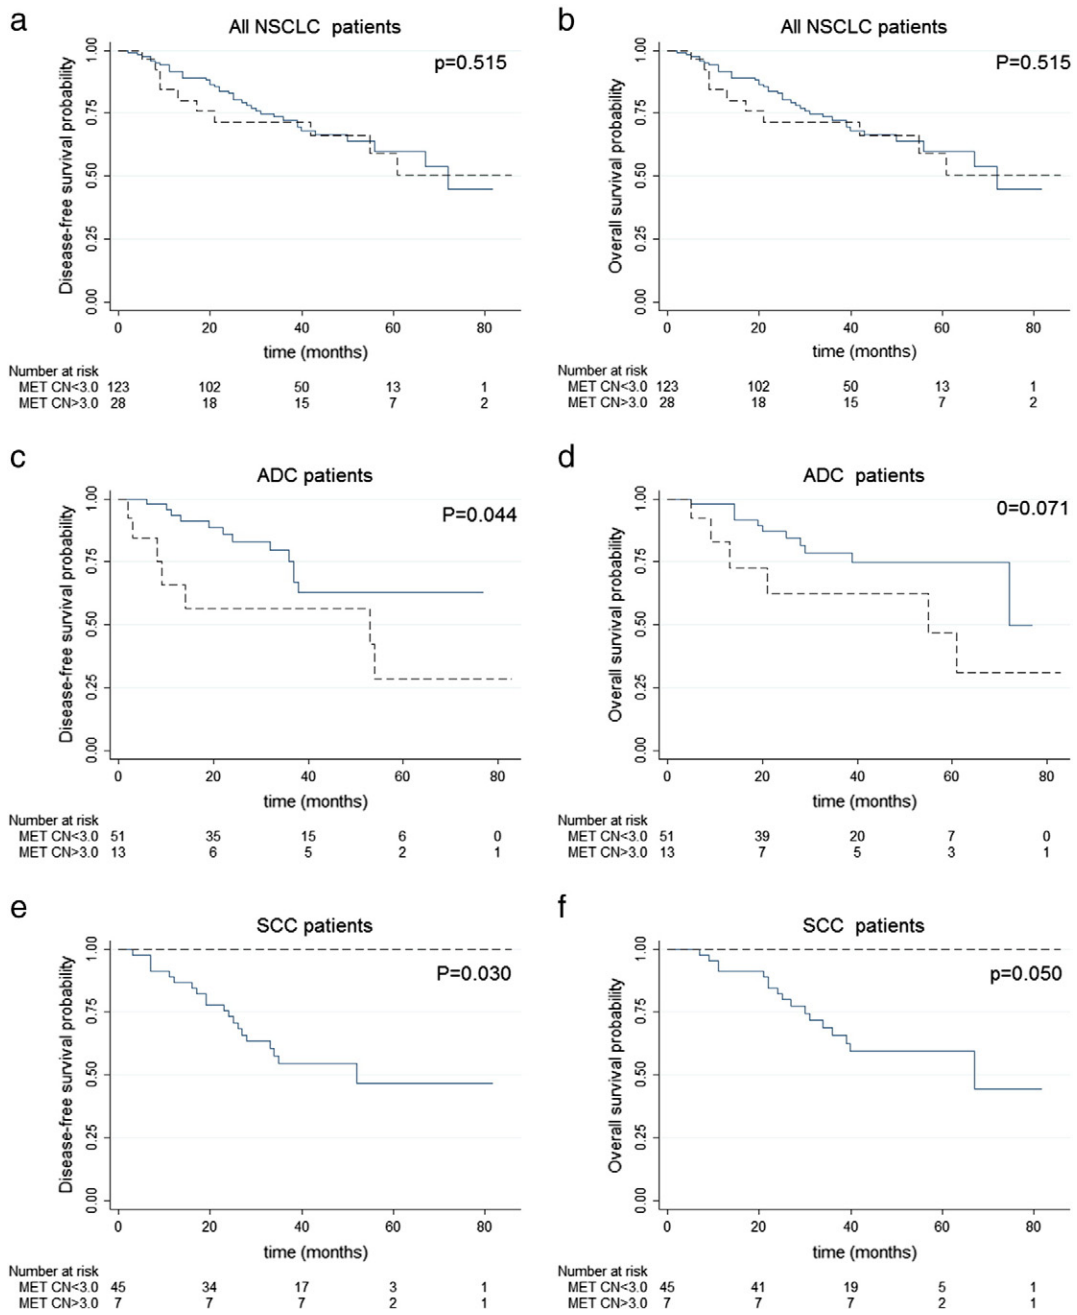 a
All NSCLC patients
p=0.515
Disease-free survival probability
1.00
0.75
0.50
0.25
0.00
0 20 40 60 80
time (months)
Number at risk
MET CN<3.0 123 102 50 13 1
MET CN>3.0 28 18 15 7 2
b
All NSCLC patients
P=0.515
Overall survival probability
1.00
0.75
0.50
0.25
0.00
0 20 40 60 80
time (months)
Number at risk
MET CN<3.0 123 102 50 13 1
MET CN>3.0 28 18 15 7 2
c
ADC patients
P=0.044
Disease-free survival probability
1.00
0.75
0.50
0.25
0.00
0 20 40 60 80
time (months)
Number at risk
MET CN<3.0 51 35 15 6 0
MET CN>3.0 13 6 5 2 1
d
ADC patients
0=0.071
Overall survival probability
1.00
0.75
0.50
0.25
0.00
0 20 40 60 80
time (months)
Number at risk
MET CN<3.0 51 39 20 7 0
MET CN>3.0 13 7 5 3 1
e
SCC patients
P=0.030
Disease-free survival probability
1.00
0.75
0.50
0.25
0.00
0 20 40 60 80
time (months)
Number at risk
MET CN<3.0 45 34 17 3 1
MET CN>3.0 7 7 7 2 1
f
SCC patients
p=0.050
Overall survival probability
1.00
0.75
0.50
0.25
0.00
0 20 40 60 80
time (months)
Number at risk
MET CN<3.0 45 41 19 5 1
MET CN>3.0 7 7 7 2 1